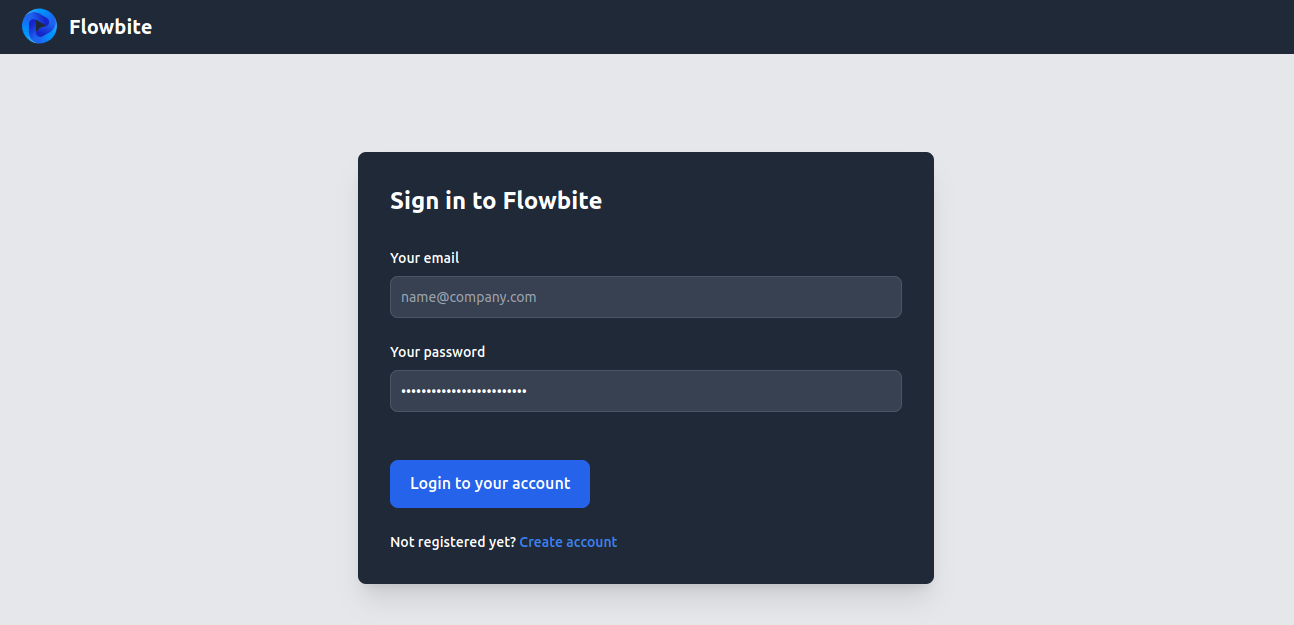 Flowbite
Sign in to Flowbite
Your email
name@company.com
Your password
•••••••••••••••••••••••••
Login to your account
Not registered yet? Create account